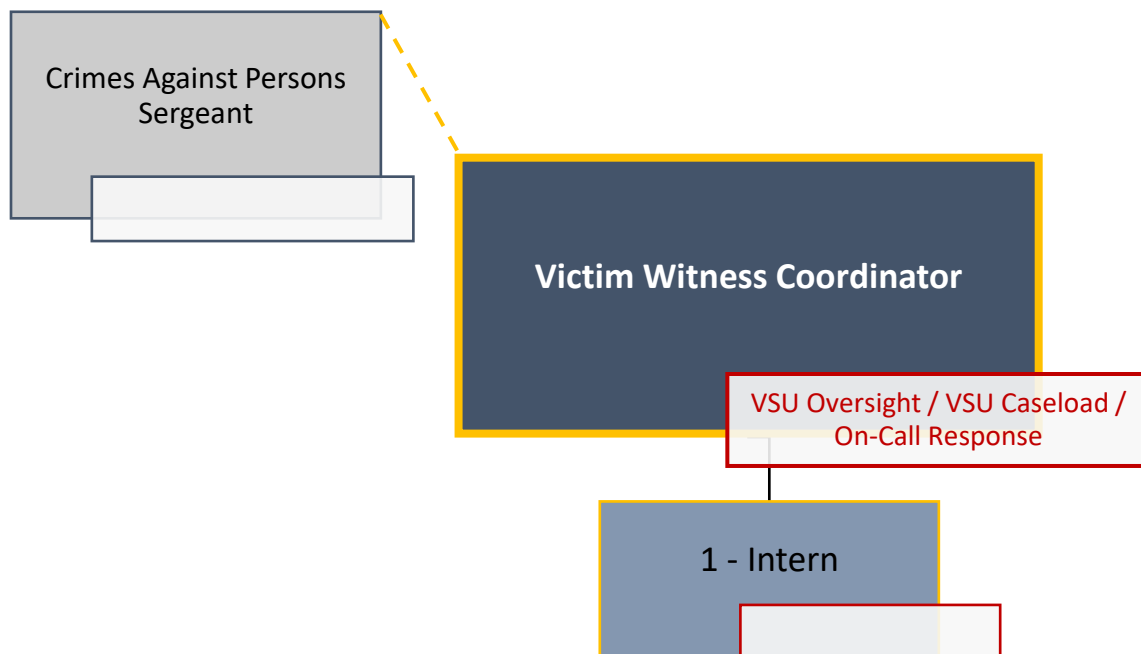 Crimes Against Persons
Sergeant
Victim Witness Coordinator
VSU Oversight / VSU Caseload /
On-Call Response
1 - Intern